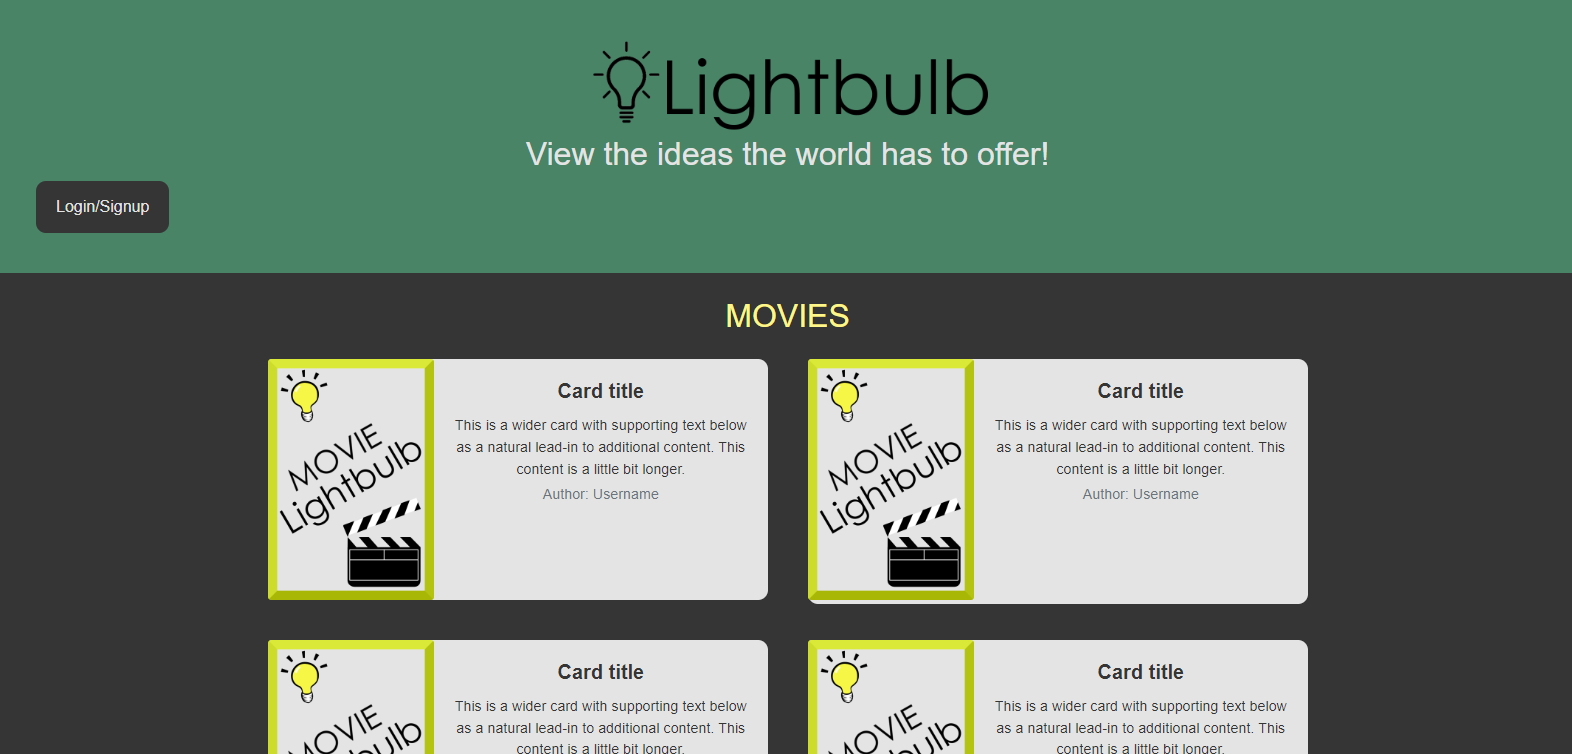 Lightbulb
View the ideas the world has to offer!
Login/Signup
MOVIES
MOVIE
Lightbulb
Card title
This is a wider card with supporting text below
as a natural lead-in to additional content. This
content is a little bit longer.
Author: Username
MOVIE
Lightbulb
Card title
This is a wider card with supporting text below
as a natural lead-in to additional content. This
content is a little bit longer.
Author: Username
MOVIE
Lightbulb
Card title
This is a wider card with supporting text below
as a natural lead-in to additional content. This
content is a little bit longer.
MOVIE
Lightbulb
Card title
This is a wider card with supporting text below
as a natural lead-in to additional content. This
content is a little bit longer.